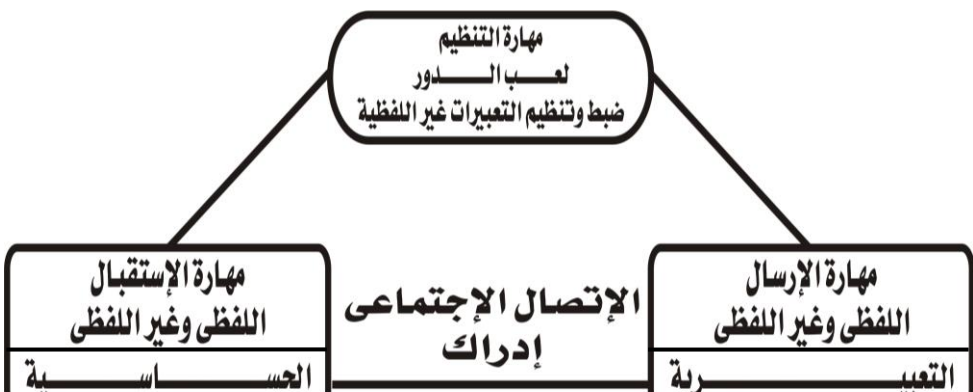 مهارة التنظيم
لعب الدور
ضبط وتنظيم التعبيرات غير اللفظية
مهارة الإرسال
اللفظى وغير اللفظى
التعبيرية
الإتصال الإجتماعى
إدراك
مهارة الإستقبال
اللفظى وغير اللفظى
الحساسية